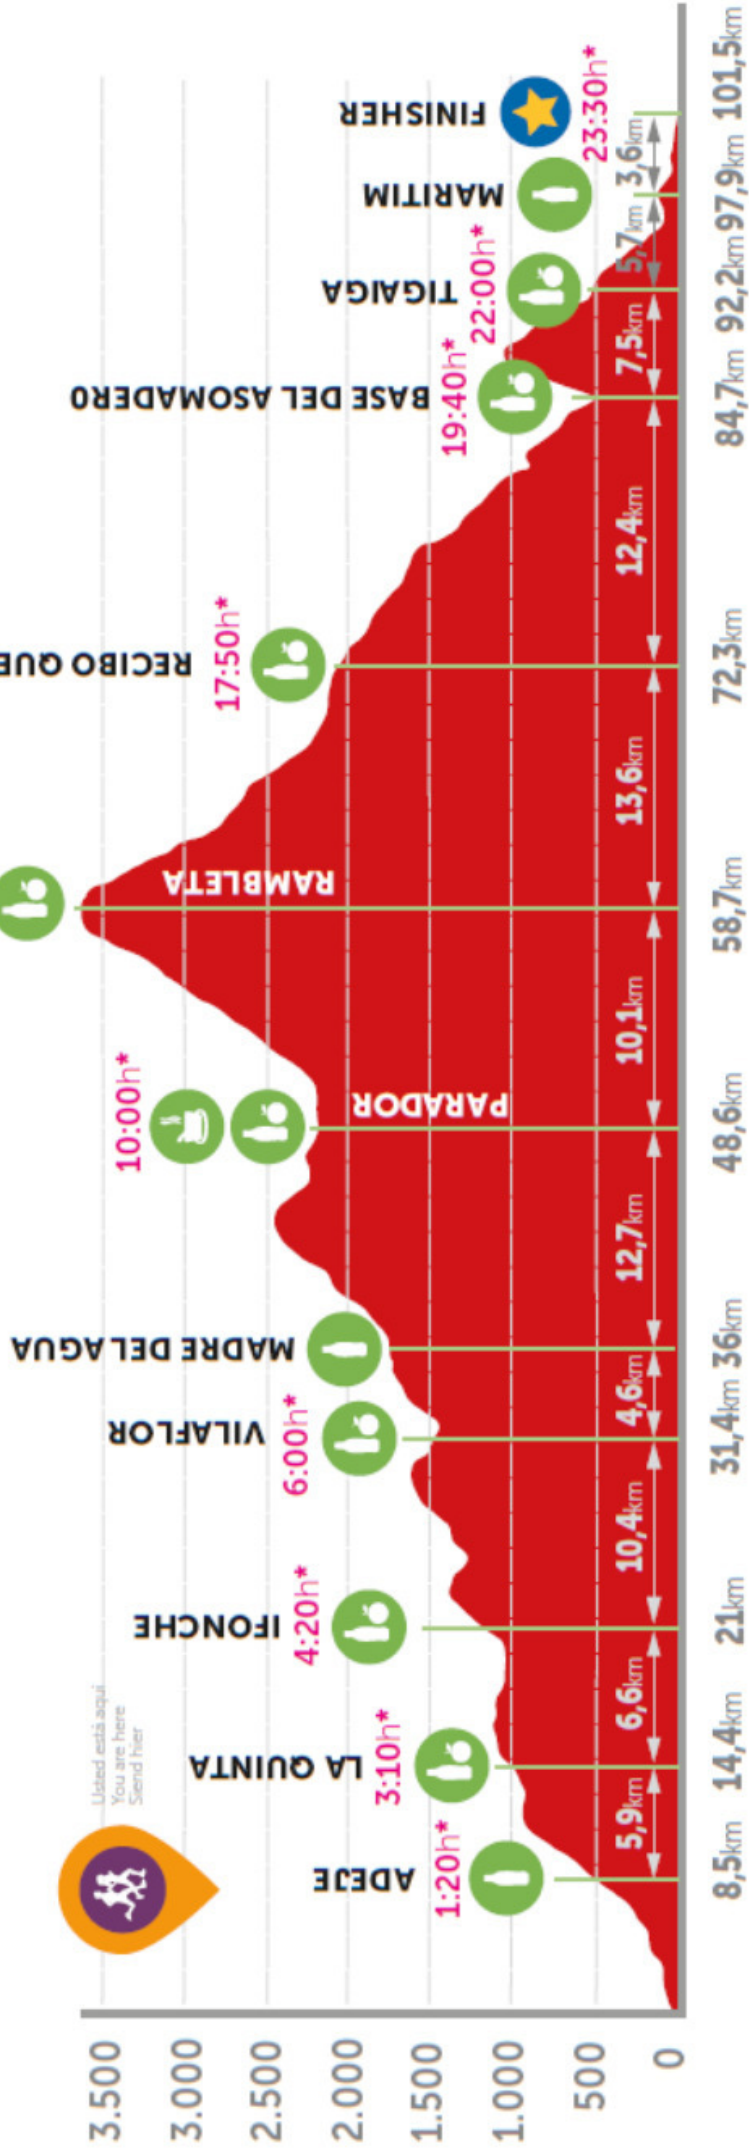 3.500
3.000
2.500
2.000
1.500
1.000
500
0
Usted está aqui
You are here
Siend hier
ADEJE
1:20h*
LA QUINTA
3:10h*
IFONCHE
4:20h*
VILAFLOR
6:00h*
MADRE DEL AGUA
10:00h*
PARADOR
RAMBLETA
RECIBO QUE
17:50h*
BASE DEL ASOMADERO
19:40h*
TIGAIGA
22:00h*
MARITIM
FINISHER
23:30h*
5,9km
6,6km
10,4km
4,6km
12,7km
10,1km
13,6km
12,4km
7,5km
5,7km
3,6km
8,5km
14,4km
21km
31,4km
36km
48,6km
58,7km
72,3km
84,7km
92,2km
97,9km
101,5km